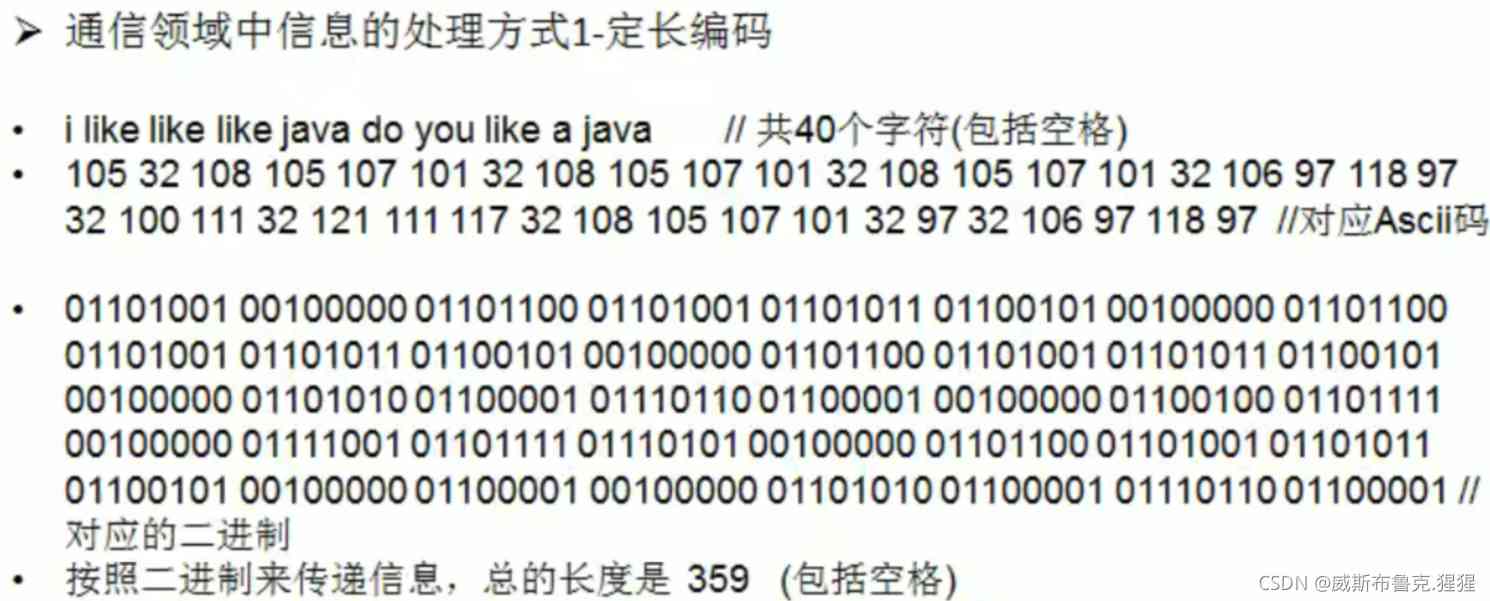 ➤ 通信领域中信息的处理方式1-定长编码
• i like like like java do you like a java // 共40个字符(包括空格)
• 105 32 108 105 107 101 32 108 105 107 101 32 108 105 107 101 32 106 97 118 97
32 100 111 32 121 111 117 32 108 105 107 101 32 97 32 106 97 118 97 //对应Ascii码
• 01101001 00100000 01101100 01101001 01101011 01100101 00100000 01101100
01101001 01101011 01100101 00100000 01101100 01101001 01101011 01100101
00100000 01101010 01100001 01110110 01100001 00100000 01100100 01101111
00100000 01111001 01101111 01110101 00100000 01101100 01101001 01101011
01100101 00100000 01100001 00100000 01101010 01100001 01110110 01100001 //
对应的二进制
• 按照二进制来传递信息，总的长度是 359 (包括空格)
CSDN @威斯布鲁克.猩猩